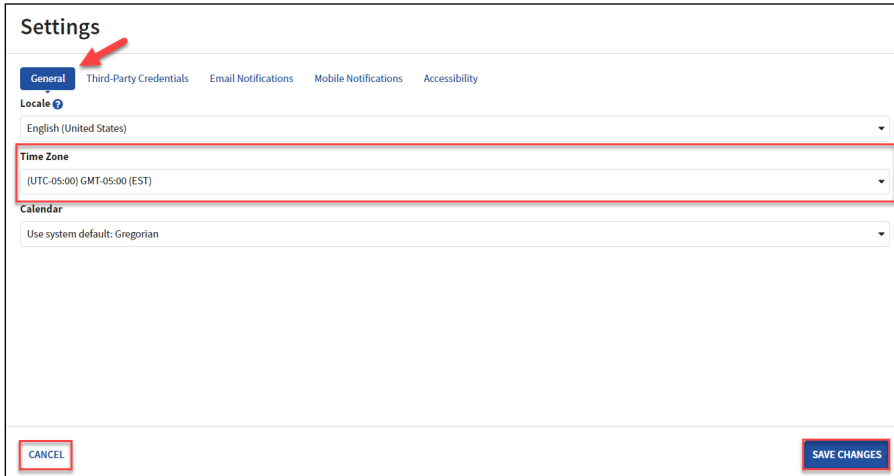 Settings
General Third-Party Credentials Email Notifications Mobile Notifications Accessibility
Locale ?
English (United States)
Time Zone
(UTC-05:00) GMT-05:00 (EST)
Calendar
Use system default: Gregorian
CANCEL SAVE CHANGES